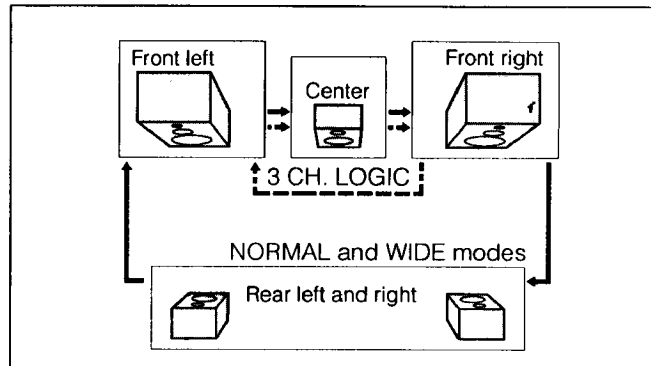 Front left
Center
Front right
3 CH. LOGIC
NORMAL and WIDE modes
Rear left and right